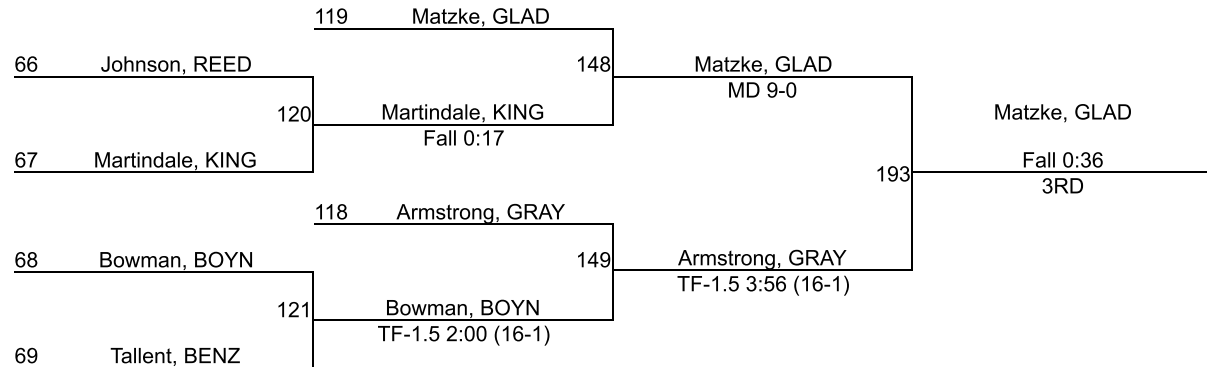 119 Matzke, GLAD
66 Johnson, REED
148 Matzke, GLAD
MD 9-0
120 Martindale, KING
Fall 0:17
Matzke, GLAD
67 Martindale, KING
Fall 0:36
193
3RD
118 Armstrong, GRAY
68 Bowman, BOYN
149 Armstrong, GRAY
TF-1.5 3:56 (16-1)
121 Bowman, BOYN
TF-1.5 2:00 (16-1)
69 Tallent, BENZ